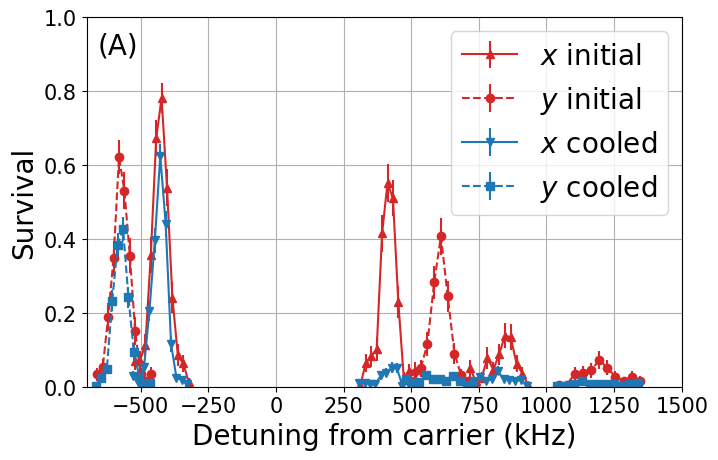 (A)
x initial
y initial
x cooled
y cooled
Survival
1.0
0.8
0.6
0.4
0.2
0.0
−500 −250 0 250 500 750 1000 1250 1500
Detuning from carrier (kHz)